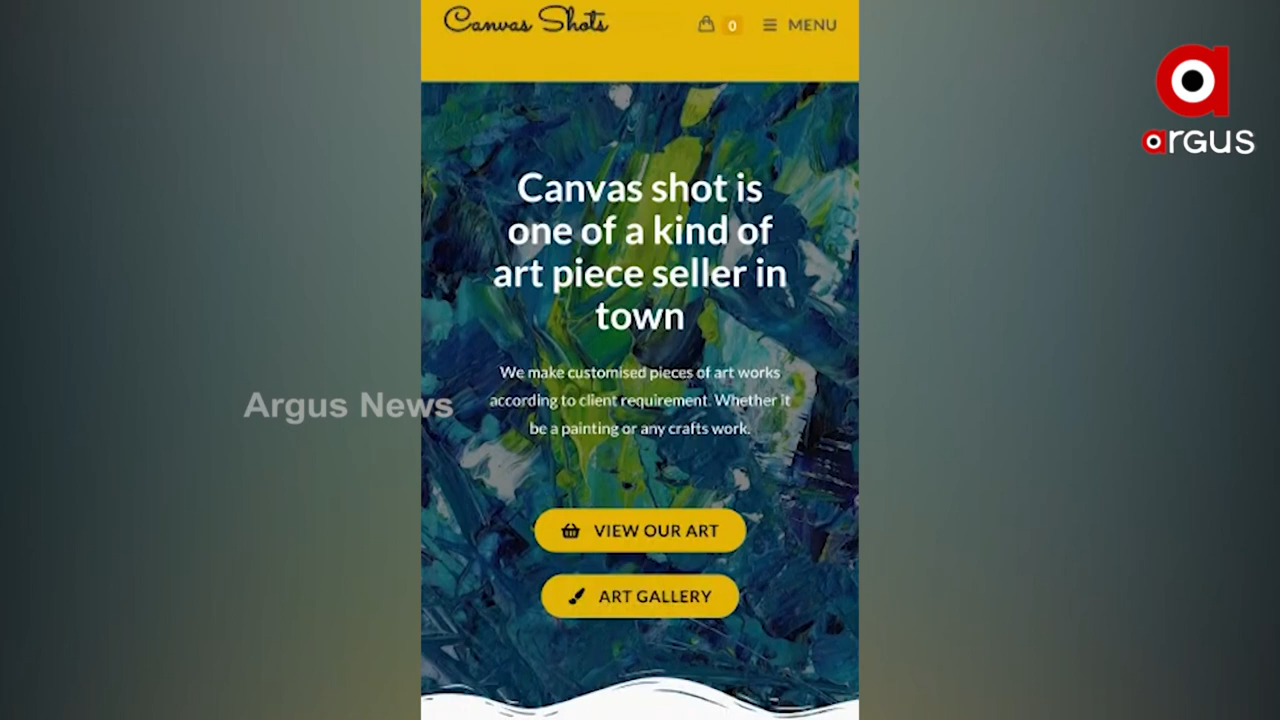 Canvas Shots
0
MENU
argus
Canvas shot is
one of a kind of
art piece seller in
town
We make customised pieces of art works
according to client requirement. Whether it
be a painting or any crafts work.
Argus News
VIEW OUR ART
ART GALLERY